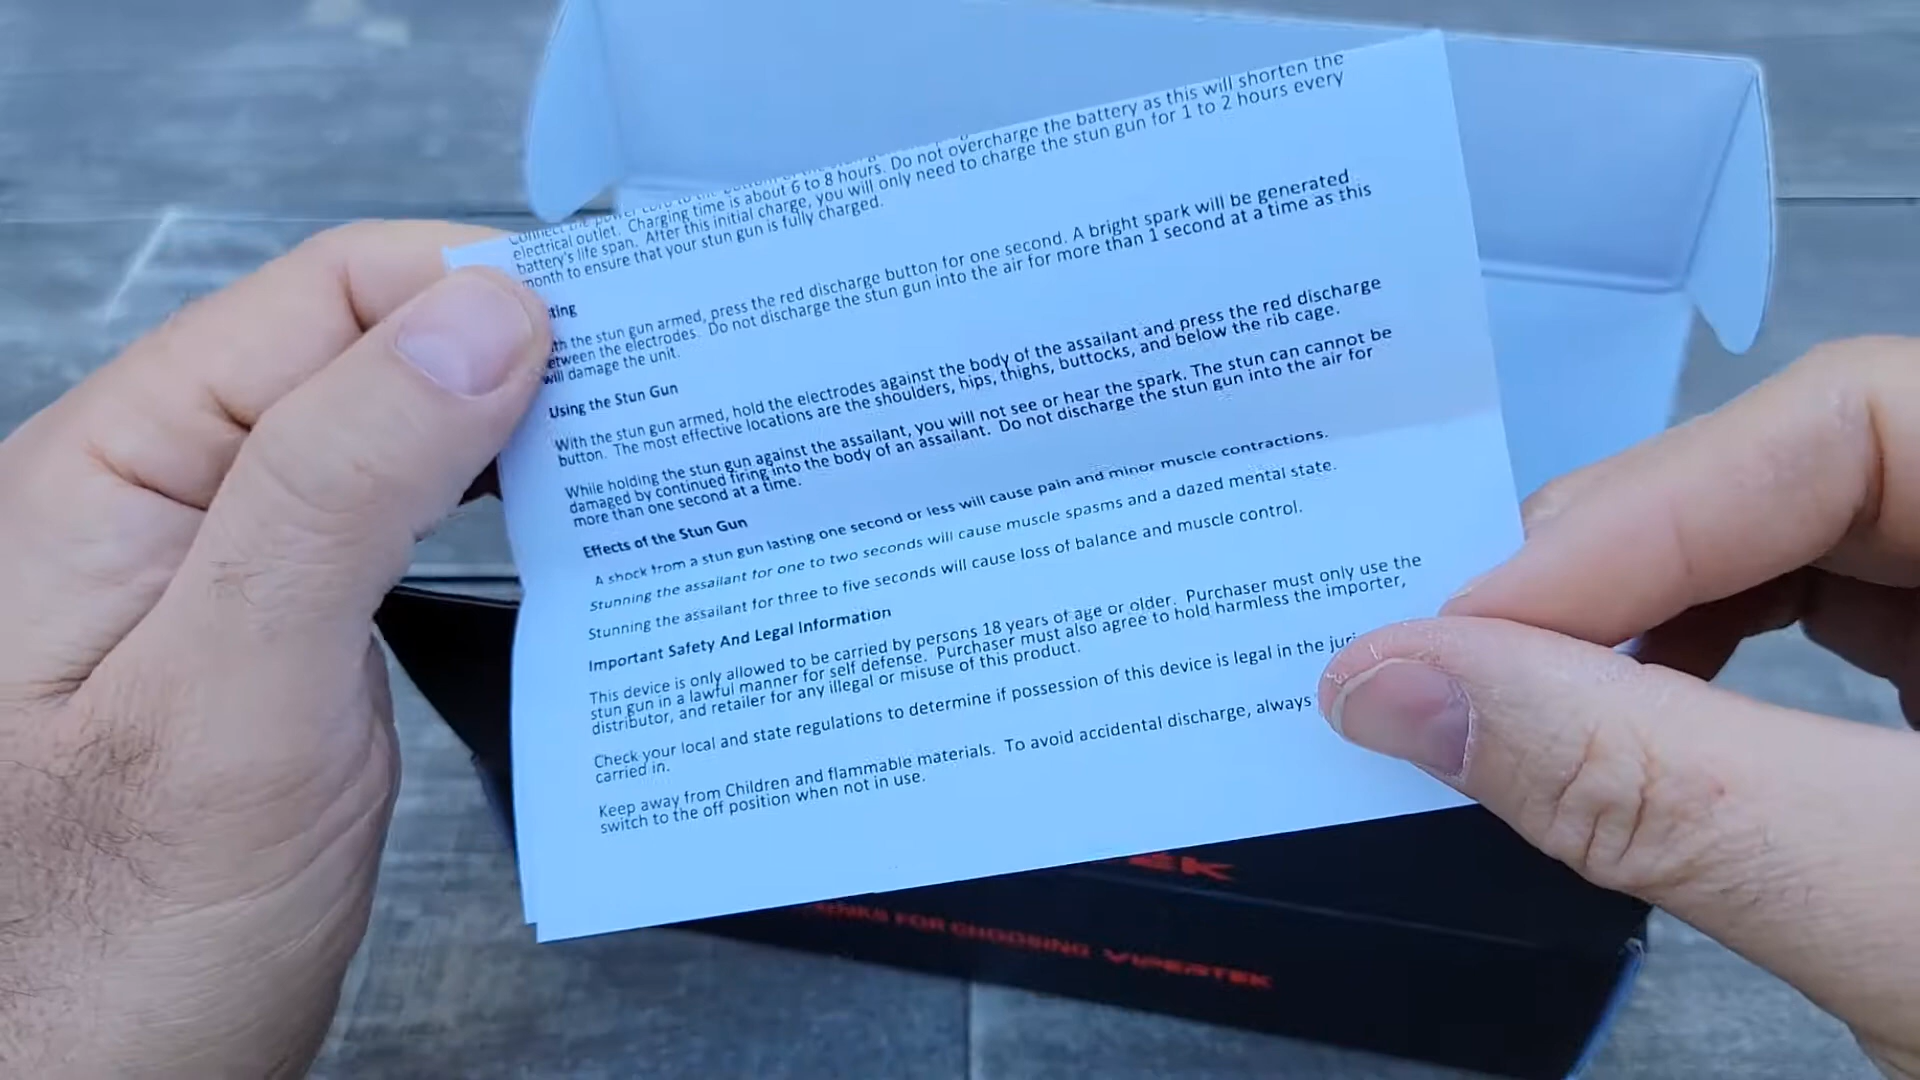 electrical outlet. Charging time is about 6 to 8 hours. Do not overcharge the battery as this will shorten the
battery's life span. After this initial charge, you will only need to charge the stun gun for 1 to 2 hours every
month to ensure that your stun gun is fully charged.
ting
the stun gun armed, press the red discharge button for one second. A bright spark will be generated
etween the electrodes. Do not discharge the stun gun into the air for more than 1 second at a time as this
will damage the unit.
Using the Stun Gun
With the stun gun armed, hold the electrodes against the body of the assailant and press the red discharge
button. The most effective locations are the shoulders, hips, thighs, buttocks, and below the rib cage.
While holding the stun gun against the assailant, you will not see or hear the spark. The stun can cannot be
damaged by continued firing into the body of an assailant. Do not discharge the stun gun into the air for
more than one second at a time.
Effects of the Stun Gun
A shock from a stun gun lasting one second or less will cause pain and minor muscle contractions.
Stunning the assailant for one to two seconds will cause muscle spasms and a dazed mental state.
Stunning the assailant for three to five seconds will cause loss of balance and muscle control.
Important Safety And Legal Information
This device is only allowed to be carried by persons 18 years of age or older. Purchaser must only use the
stun gun in a lawful manner for self defense. Purchaser must also agree to hold harmless the importer,
distributor, and retailer for any illegal or misuse of this product.
Check your local and state regulations to determine if possession of this device is legal in the juri
carried in.
Keep away from Children and flammable materials. To avoid accidental discharge, always
switch to the off position when not in use.
EK
FOR CHOOSING VIPERTEK